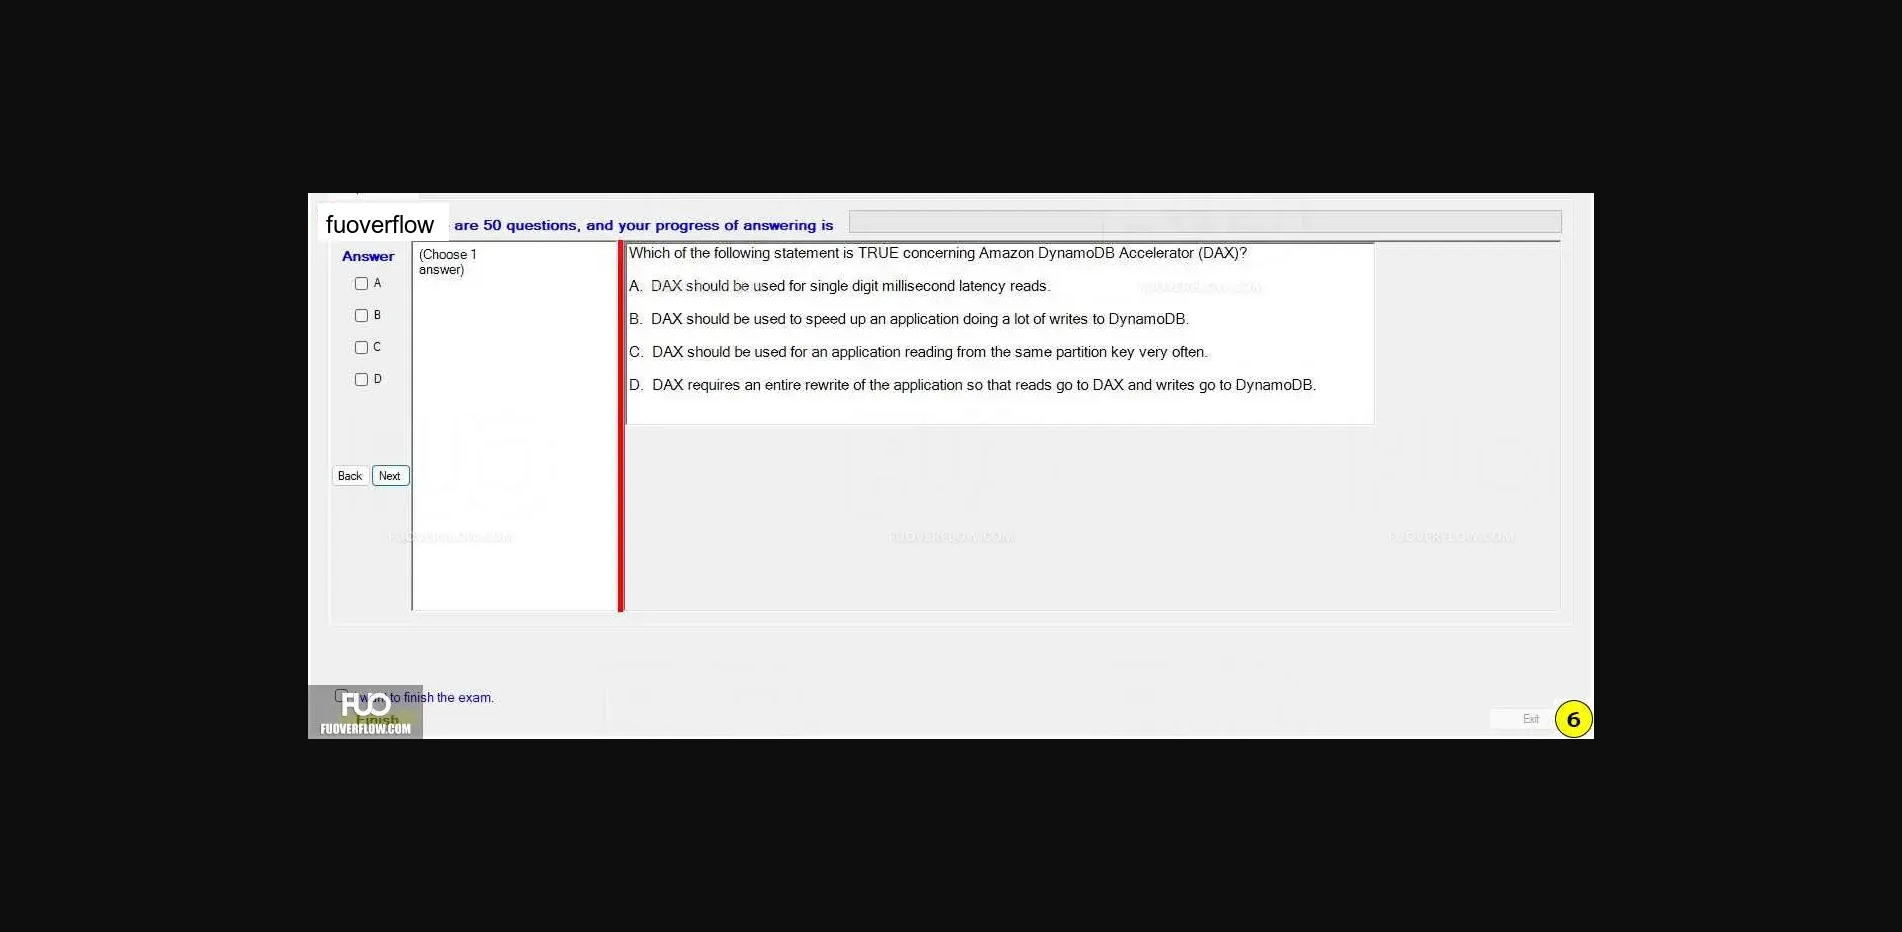 fuoverflow are 50 questions, and your progress of answering is
Answer
(Choose 1
answer)
A
B
C
D
Back Next
Which of the following statement is TRUE concerning Amazon DynamoDB Accelerator (DAX)?
A. DAX should be used for single digit millisecond latency reads.
B. DAX should be used to speed up an application doing a lot of writes to DynamoDB.
C. DAX should be used for an application reading from the same partition key very often.
D. DAX requires an entire rewrite of the application so that reads go to DAX and writes go to DynamoDB.
FUOVERFLOW.COM
FUOVERFLOW.COM FUOVERFLOW.COM FUOVERFLOW.COM
want to finish the exam.
FUO
Finish
FUOVERFLOW.COM
Exit
6